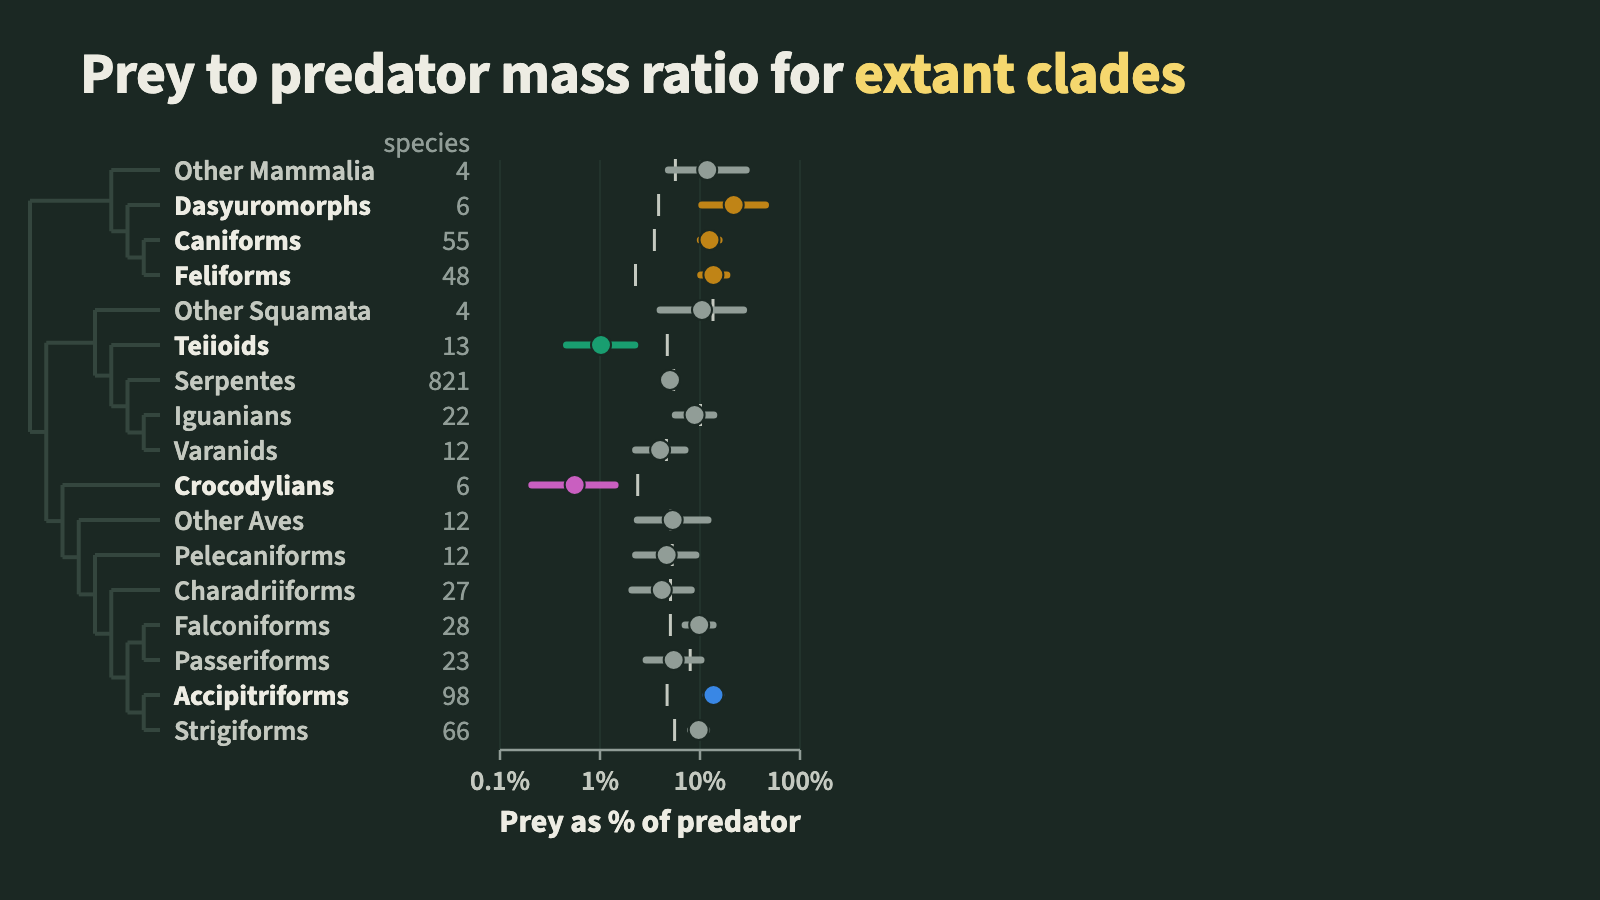 Prey to predator mass ratio for extant clades
species
Other Mammalia 4
Dasyuromorphs 6
Caniforms 55
Feliforms 48
Other Squamata 4
Teiioids 13
Serpentes 821
Iguanians 22
Varanids 12
Crocodylians 6
Other Aves 12
Pelecaniforms 12
Charadriiforms 27
Falconiforms 28
Passeriforms 23
Accipitriforms 98
Strigiforms 66
0.1% 1% 10% 100%
Prey as % of predator